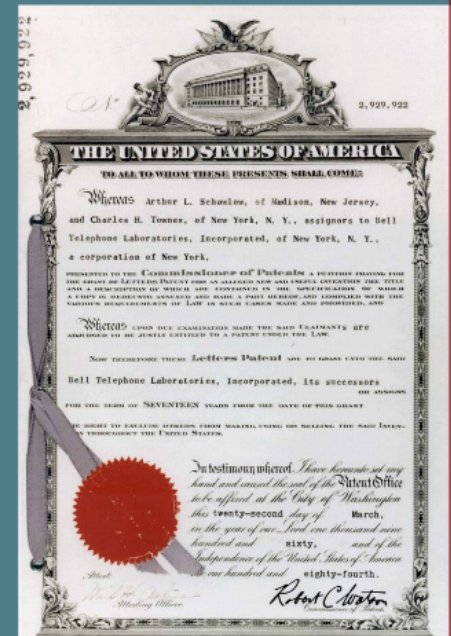 2,929,922
No
2,929,922
THE UNITED STATES OF AMERICA
TO ALL TO WHOM THESE PRESENTS SHALL COME:
Whereas Arthur L. Schawlow, of Madison, New Jersey,
and Charles H. Townes, of New York, N. Y., assignors to Bell
Telephone Laboratories, Incorporated, of New York, N. Y.,
a corporation of New York,
PRESENTED TO THE Commissioner of Patents A PETITION PRAYING FOR
THE GRANT OF LETTERS PATENT FOR AN ALLEGED NEW AND USEFUL INVENTION THE TITLE
AND A DESCRIPTION OF WHICH ARE CONTAINED IN THE SPECIFICATION OF WHICH
A COPY IS HEREUNTO ANNEXED AND MADE A PART HEREOF, AND COMPLIED WITH THE
VARIOUS REQUIREMENTS OF LAW IN SUCH CASES MADE AND PROVIDED, AND
Whereas UPON DUE EXAMINATION MADE THE SAID CLAIMANTs are
ADJUDGED TO BE JUSTLY ENTITLED TO A PATENT UNDER THE LAW.
NOW THEREFORE THESE Letters Patent ARE TO GRANT UNTO THE SAID
Bell Telephone Laboratories, Incorporated, its successors
OR ASSIGNS
FOR THE TERM OF SEVENTEEN YEARS FROM THE DATE OF THIS GRANT
THE RIGHT TO EXCLUDE OTHERS FROM MAKING, USING OR SELLING THE SAID INVEN-
THROUGHOUT THE UNITED STATES.
In testimony whereof I have hereunto set my
hand and caused the seal of the Patent Office
to be affixed at the City of Washington
this twenty-second day of March,
in the year of our Lord one thousand nine
hundred and sixty, and of the
Independence of the United States of America
the one hundred and eighty-fourth.
Attest:
Attesting Officer.
Robert C Watson
Commissioner of Patents.